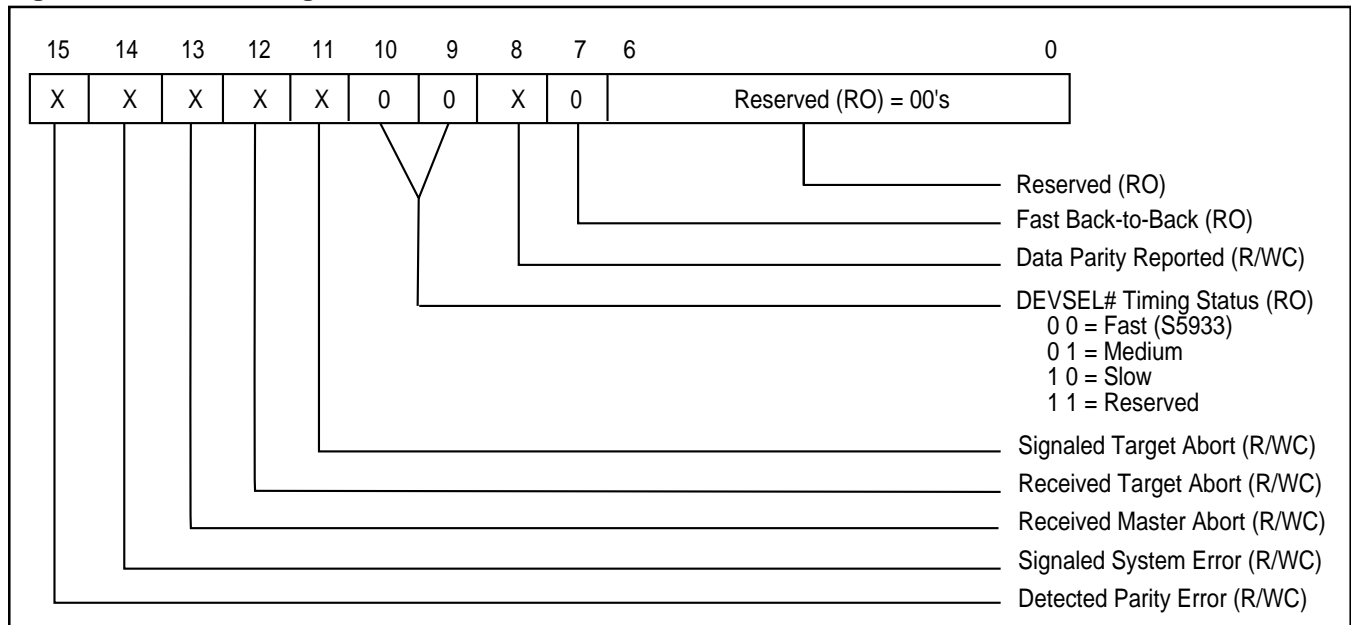 15 14 13 12 11 10 9 8 7 6 0
X X X X X 0 0 X 0 Reserved (RO) = 00's
Reserved (RO)
Fast Back-to-Back (RO)
Data Parity Reported (R/WC)
DEVSEL# Timing Status (RO)
0 0 = Fast (S5933)
0 1 = Medium
1 0 = Slow
1 1 = Reserved
Signaled Target Abort (R/WC)
Received Target Abort (R/WC)
Received Master Abort (R/WC)
Signaled System Error (R/WC)
Detected Parity Error (R/WC)